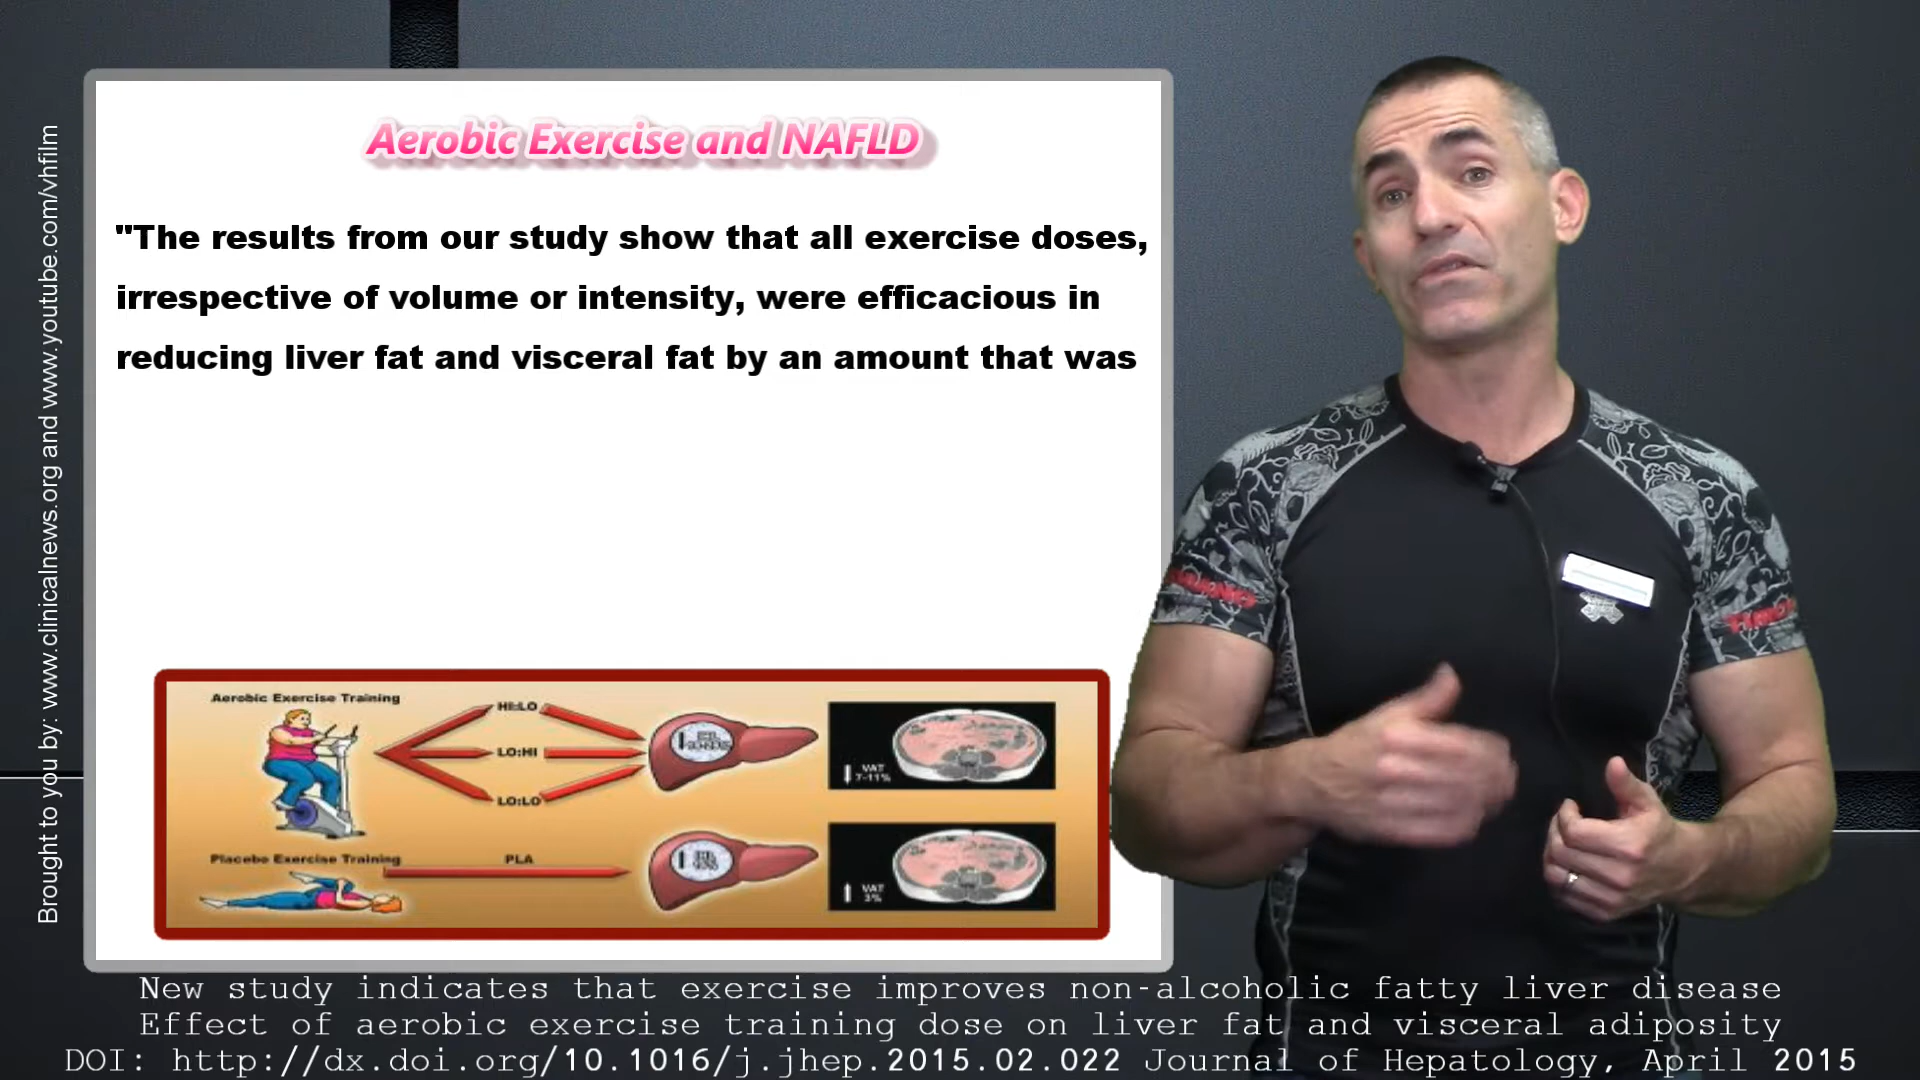 Aerobic Exercise and NAFLD
"The results from our study show that all exercise doses,
irrespective of volume or intensity, were efficacious in
reducing liver fat and visceral fat by an amount that was
Aerobic Exercise Training
HI:LO
LO:HI
LO:LO
VAT
7-11%
Placebo Exercise Training
PLA
VAT
3%
Brought to you by: www.clinicalnews.org and www.youtube.com/vhfilm
New study indicates that exercise improves non-alcoholic fatty liver disease
Effect of aerobic exercise training dose on liver fat and visceral adiposity
DOI: http://dx.doi.org/10.1016/j.jhep.2015.02.022 Journal of Hepatology, April 2015